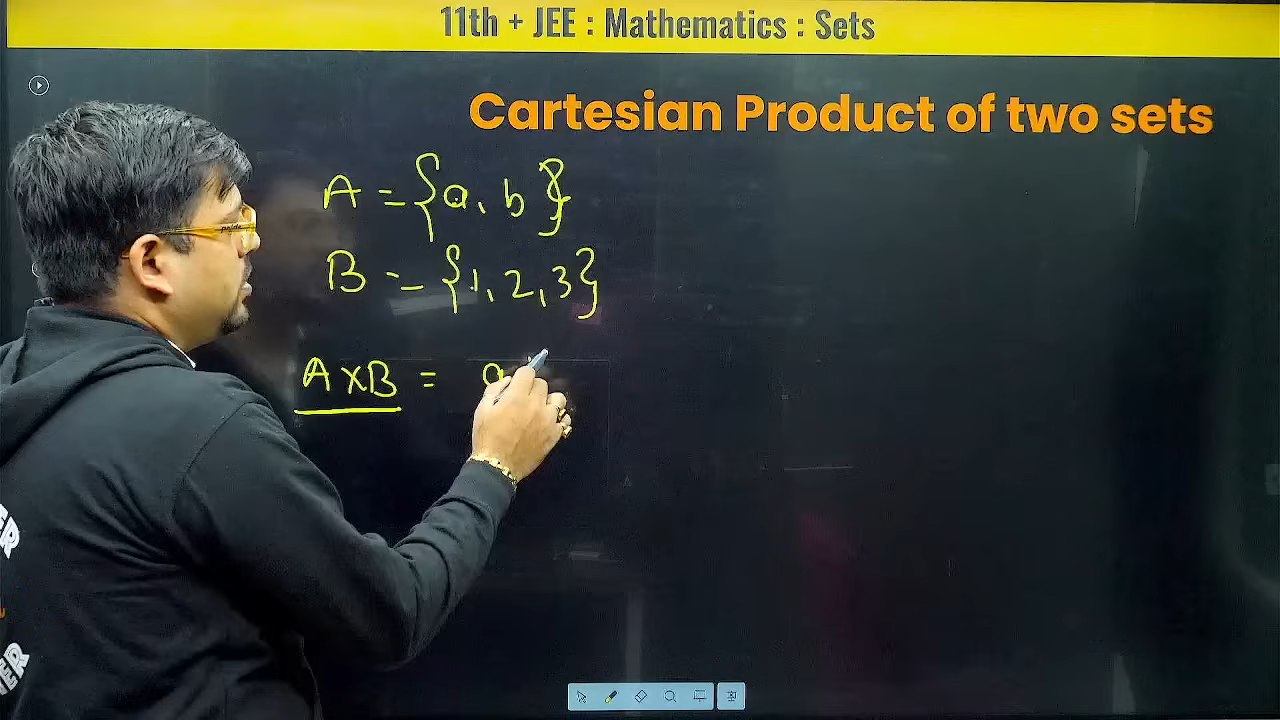 11th + JEE : Mathematics : Sets
Cartesian Product of two sets
A = {a, b}
B = {1, 2, 3}
A×B = a